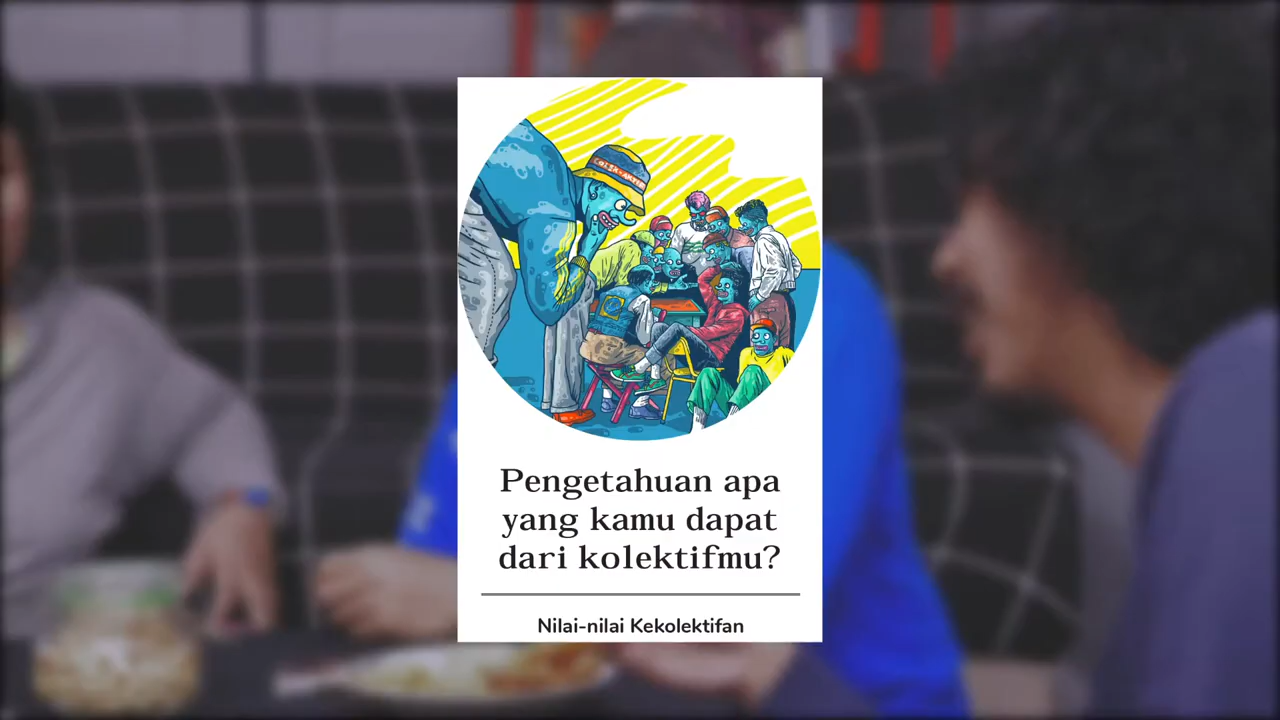 Pengetahuan apa
yang kamu dapat
dari kolektifmu?
Nilai-nilai Kekolektifan